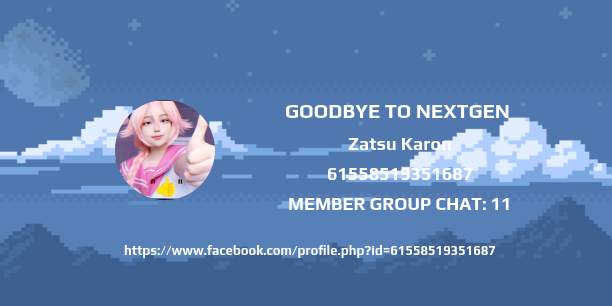 GOODBYE TO NEXTGEN
Zatsu Karon
61558519351687
MEMBER GROUP CHAT: 11
https://www.facebook.com/profile.php?id=61558519351687